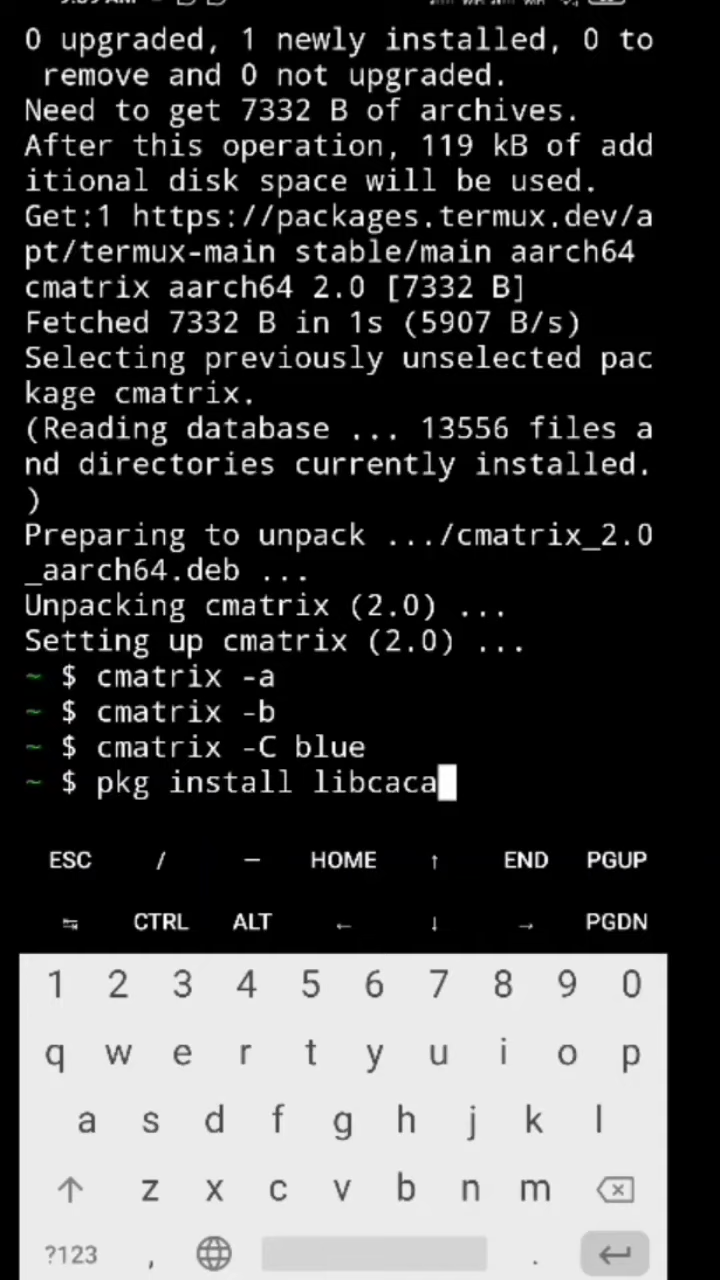 0 upgraded, 1 newly installed, 0 to
remove and 0 not upgraded.
Need to get 7332 B of archives.
After this operation, 119 kB of add
itional disk space will be used.
Get:1 https://packages.termux.dev/a
pt/termux-main stable/main aarch64
cmatrix aarch64 2.0 [7332 B]
Fetched 7332 B in 1s (5907 B/s)
Selecting previously unselected pac
kage cmatrix.
(Reading database ... 13556 files a
nd directories currently installed.
)
Preparing to unpack .../cmatrix_2.0
_aarch64.deb ...
Unpacking cmatrix (2.0) ...
Setting up cmatrix (2.0) ...
~ $ cmatrix -a
~ $ cmatrix -b
~ $ cmatrix -C blue
~ $ pkg install libcaca
ESC / — HOME ↑ END PGUP
↹ CTRL ALT ← ↓ → PGDN
1 2 3 4 5 6 7 8 9 0
q w e r t y u i o p
a s d f g h j k l
z x c v b n m
?123 , .